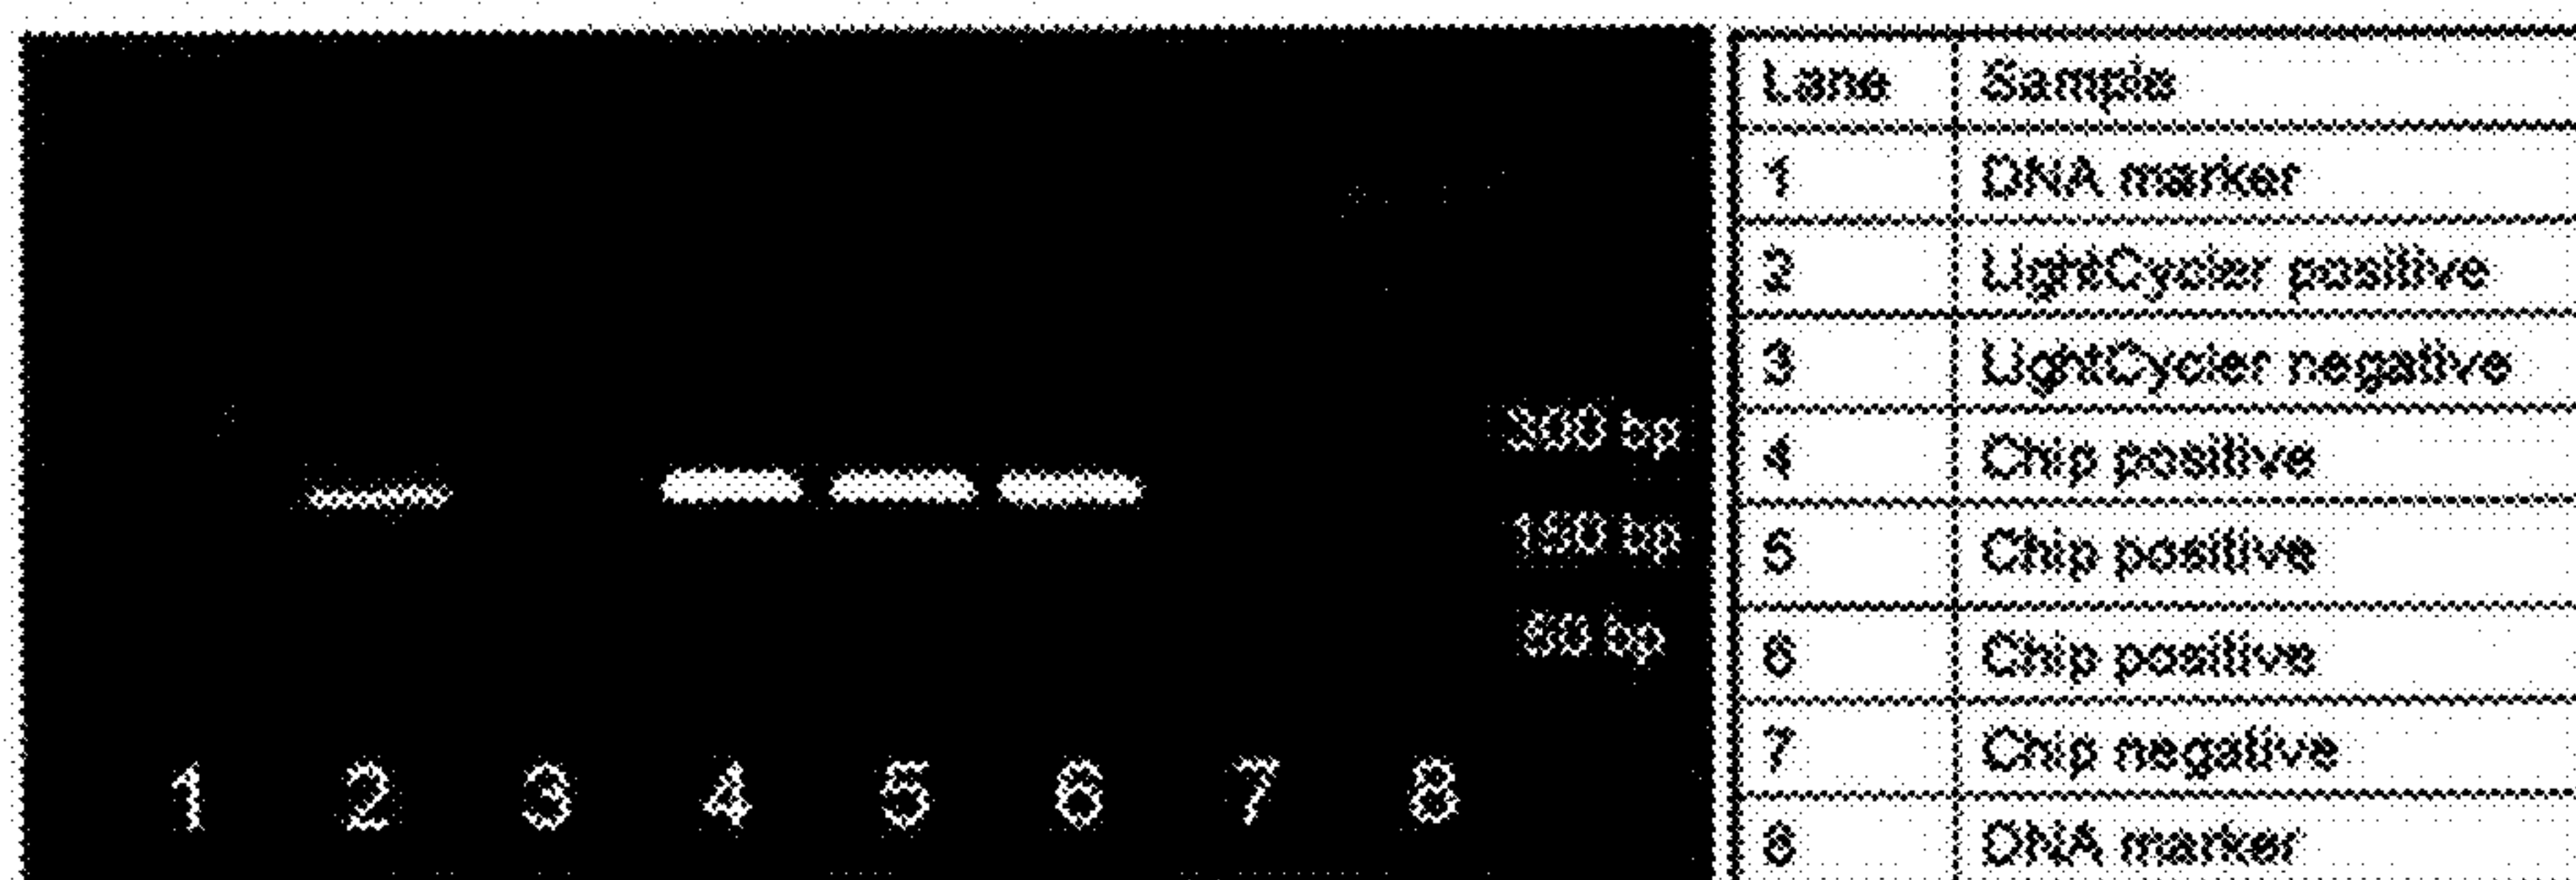 300 bp
150 bp
50 bp
1 2 3 4 5 6 7 8
Lane Sample
1 DNA marker
2 LightCycler positive
3 LightCycler negative
4 Chip positive
5 Chip positive
6 Chip positive
7 Chip negative
8 DNA marker